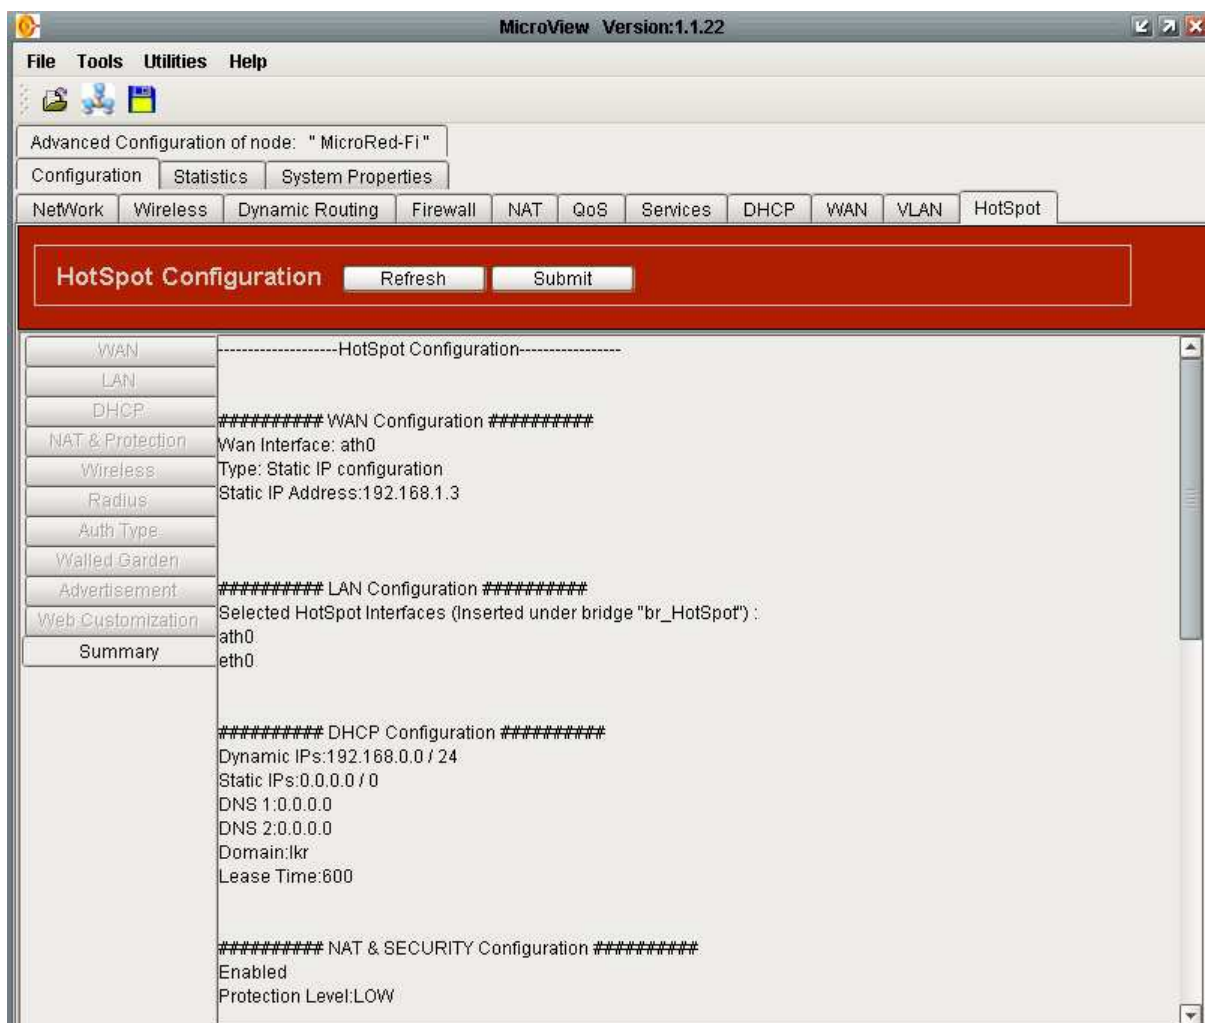 MicroView Version:1.1.22
File Tools Utilities Help
Advanced Configuration of node: "MicroRed-Fi"
Configuration Statistics System Properties
NetWork Wireless Dynamic Routing Firewall NAT QoS Services DHCP WAN VLAN HotSpot
HotSpot Configuration Refresh Submit
WAN
LAN
DHCP
NAT & Protection
Wireless
Radius
Auth Type
Walled Garden
Advertisement
Web Customization
Summary
--------------------HotSpot Configuration-----------------
########## WAN Configuration ##########
Wan Interface: ath0
Type: Static IP configuration
Static IP Address:192.168.1.3
########## LAN Configuration ##########
Selected HotSpot Interfaces (Inserted under bridge "br_HotSpot") :
ath0
eth0
########## DHCP Configuration ##########
Dynamic IPs:192.168.0.0 / 24
Static IPs:0.0.0.0 / 0
DNS 1:0.0.0.0
DNS 2:0.0.0.0
Domain:lkr
Lease Time:600
########## NAT & SECURITY Configuration ##########
Enabled
Protection Level:LOW